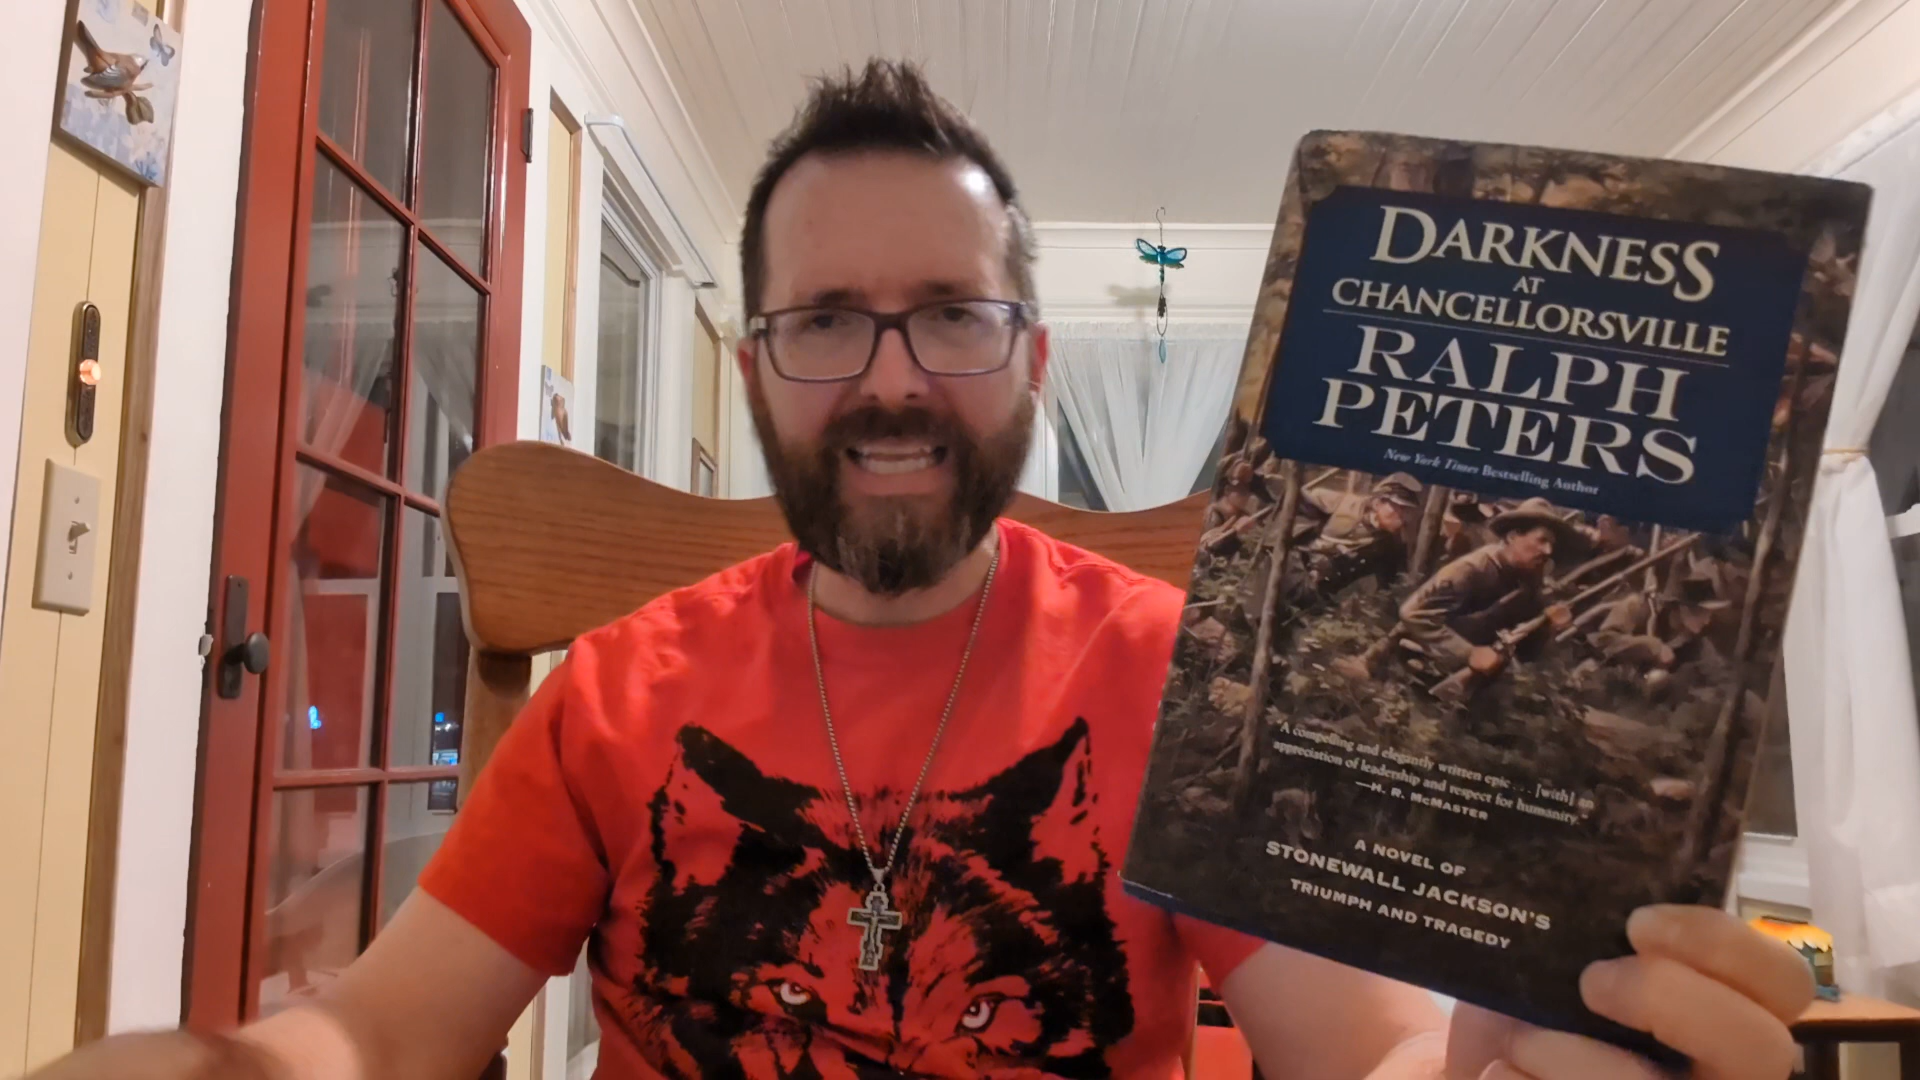 DARKNESS
AT
CHANCELLORSVILLE
RALPH
PETERS
New York Times Bestselling Author
"A compelling and elegantly written epic . . . [with] an
appreciation of leadership and respect for humanity."
—H. R. McMASTER
A NOVEL OF
STONEWALL JACKSON'S
TRIUMPH AND TRAGEDY